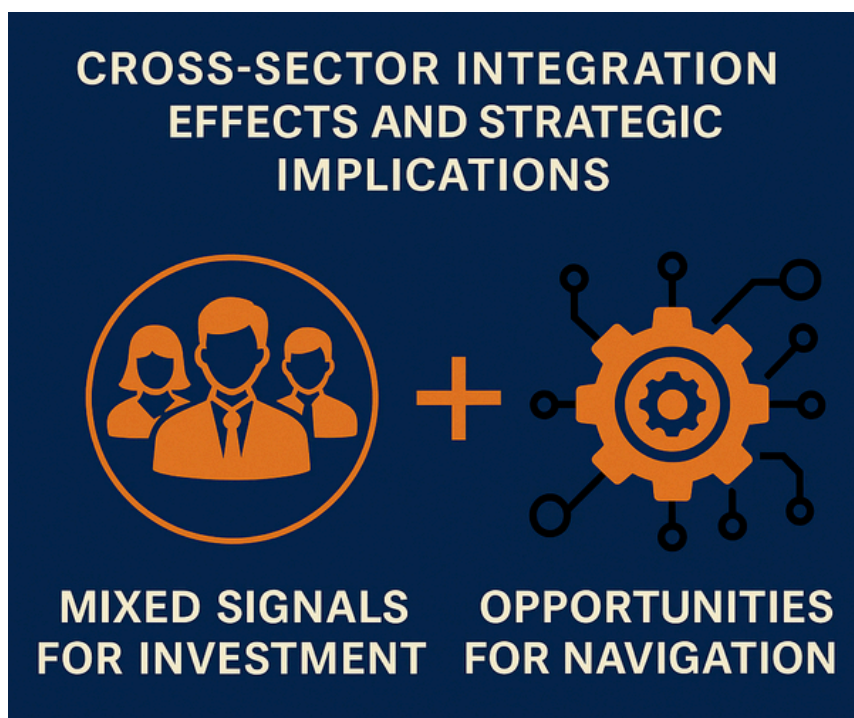 CROSS-SECTOR INTEGRATION
EFFECTS AND STRATEGIC
IMPLICATIONS
MIXED SIGNALS
FOR INVESTMENT
OPPORTUNITIES
FOR NAVIGATION